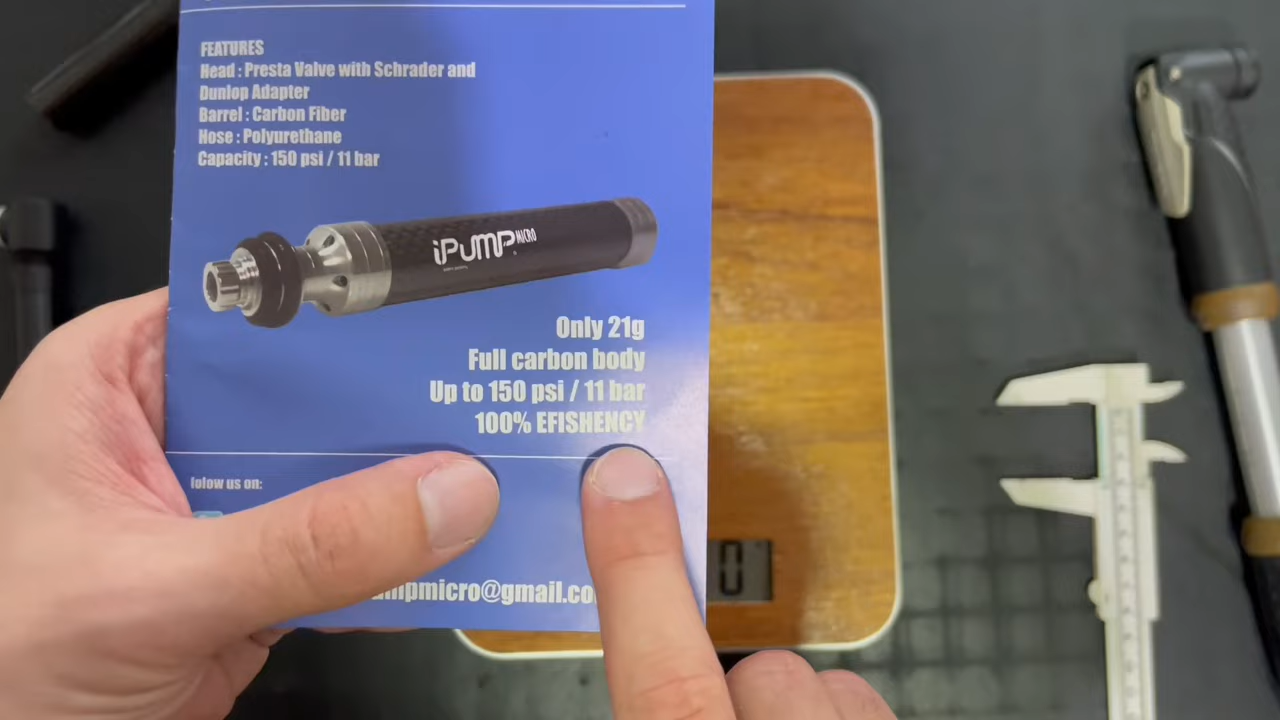 FEATURES
Head : Presta Valve with Schrader and
Dunlop Adapter
Barrel : Carbon Fiber
Hose : Polyurethane
Capacity : 150 psi / 11 bar
iPUMP MICRO
Only 21g
Full carbon body
Up to 150 psi / 11 bar
100% EFISHENCY
folow us on:
mpmicro@gmail.co
0